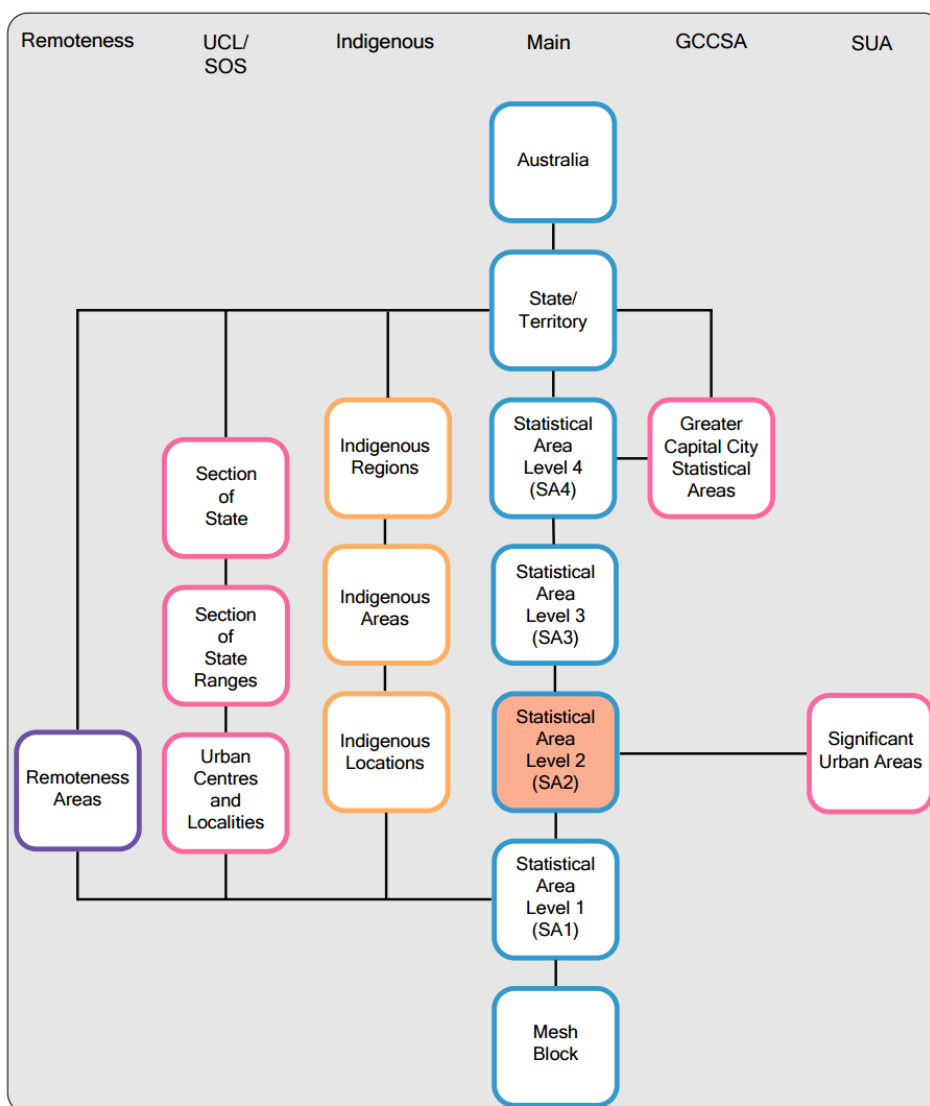 Remoteness
UCL/
SOS
Indigenous
Main
GCCSA
SUA
Australia
State/
Territory
Indigenous
Regions
Statistical
Area
Level 4
(SA4)
Greater
Capital City
Statistical
Areas
Section
of
State
Indigenous
Areas
Statistical
Area
Level 3
(SA3)
Section
of
State
Ranges
Indigenous
Locations
Statistical
Area
Level 2
(SA2)
Significant
Urban Areas
Remoteness
Areas
Urban
Centres
and
Localities
Statistical
Area
Level 1
(SA1)
Mesh
Block